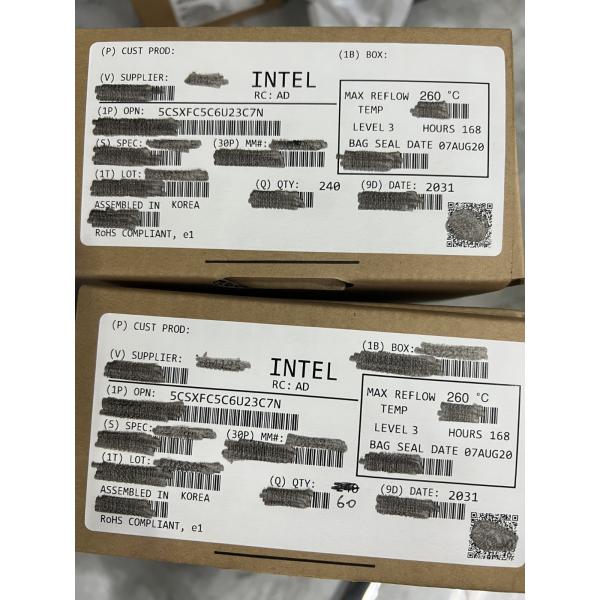 (P) CUST PROD:
(1B) BOX:
(V) SUPPLIER:
INTEL
RC: AD
MAX REFLOW 260 °C
TEMP
(1P) OPN: 5CSXFC5C6U23C7N
LEVEL 3 HOURS 168
(S) SPEC: (30P) MM#:
BAG SEAL DATE 07AUG20
(1T) LOT:
(Q) QTY: 240 (9D) DATE: 2031
ASSEMBLED IN KOREA
RoHS COMPLIANT, e1
(P) CUST PROD:
(1B) BOX:
(V) SUPPLIER:
INTEL
RC: AD
MAX REFLOW 260 °C
TEMP
(1P) OPN: 5CSXFC5C6U23C7N
LEVEL 3 HOURS 168
(S) SPEC: (30P) MM#:
BAG SEAL DATE 07AUG20
(1T) LOT:
(Q) QTY: 240 (9D) DATE: 2031
60
ASSEMBLED IN KOREA
RoHS COMPLIANT, e1